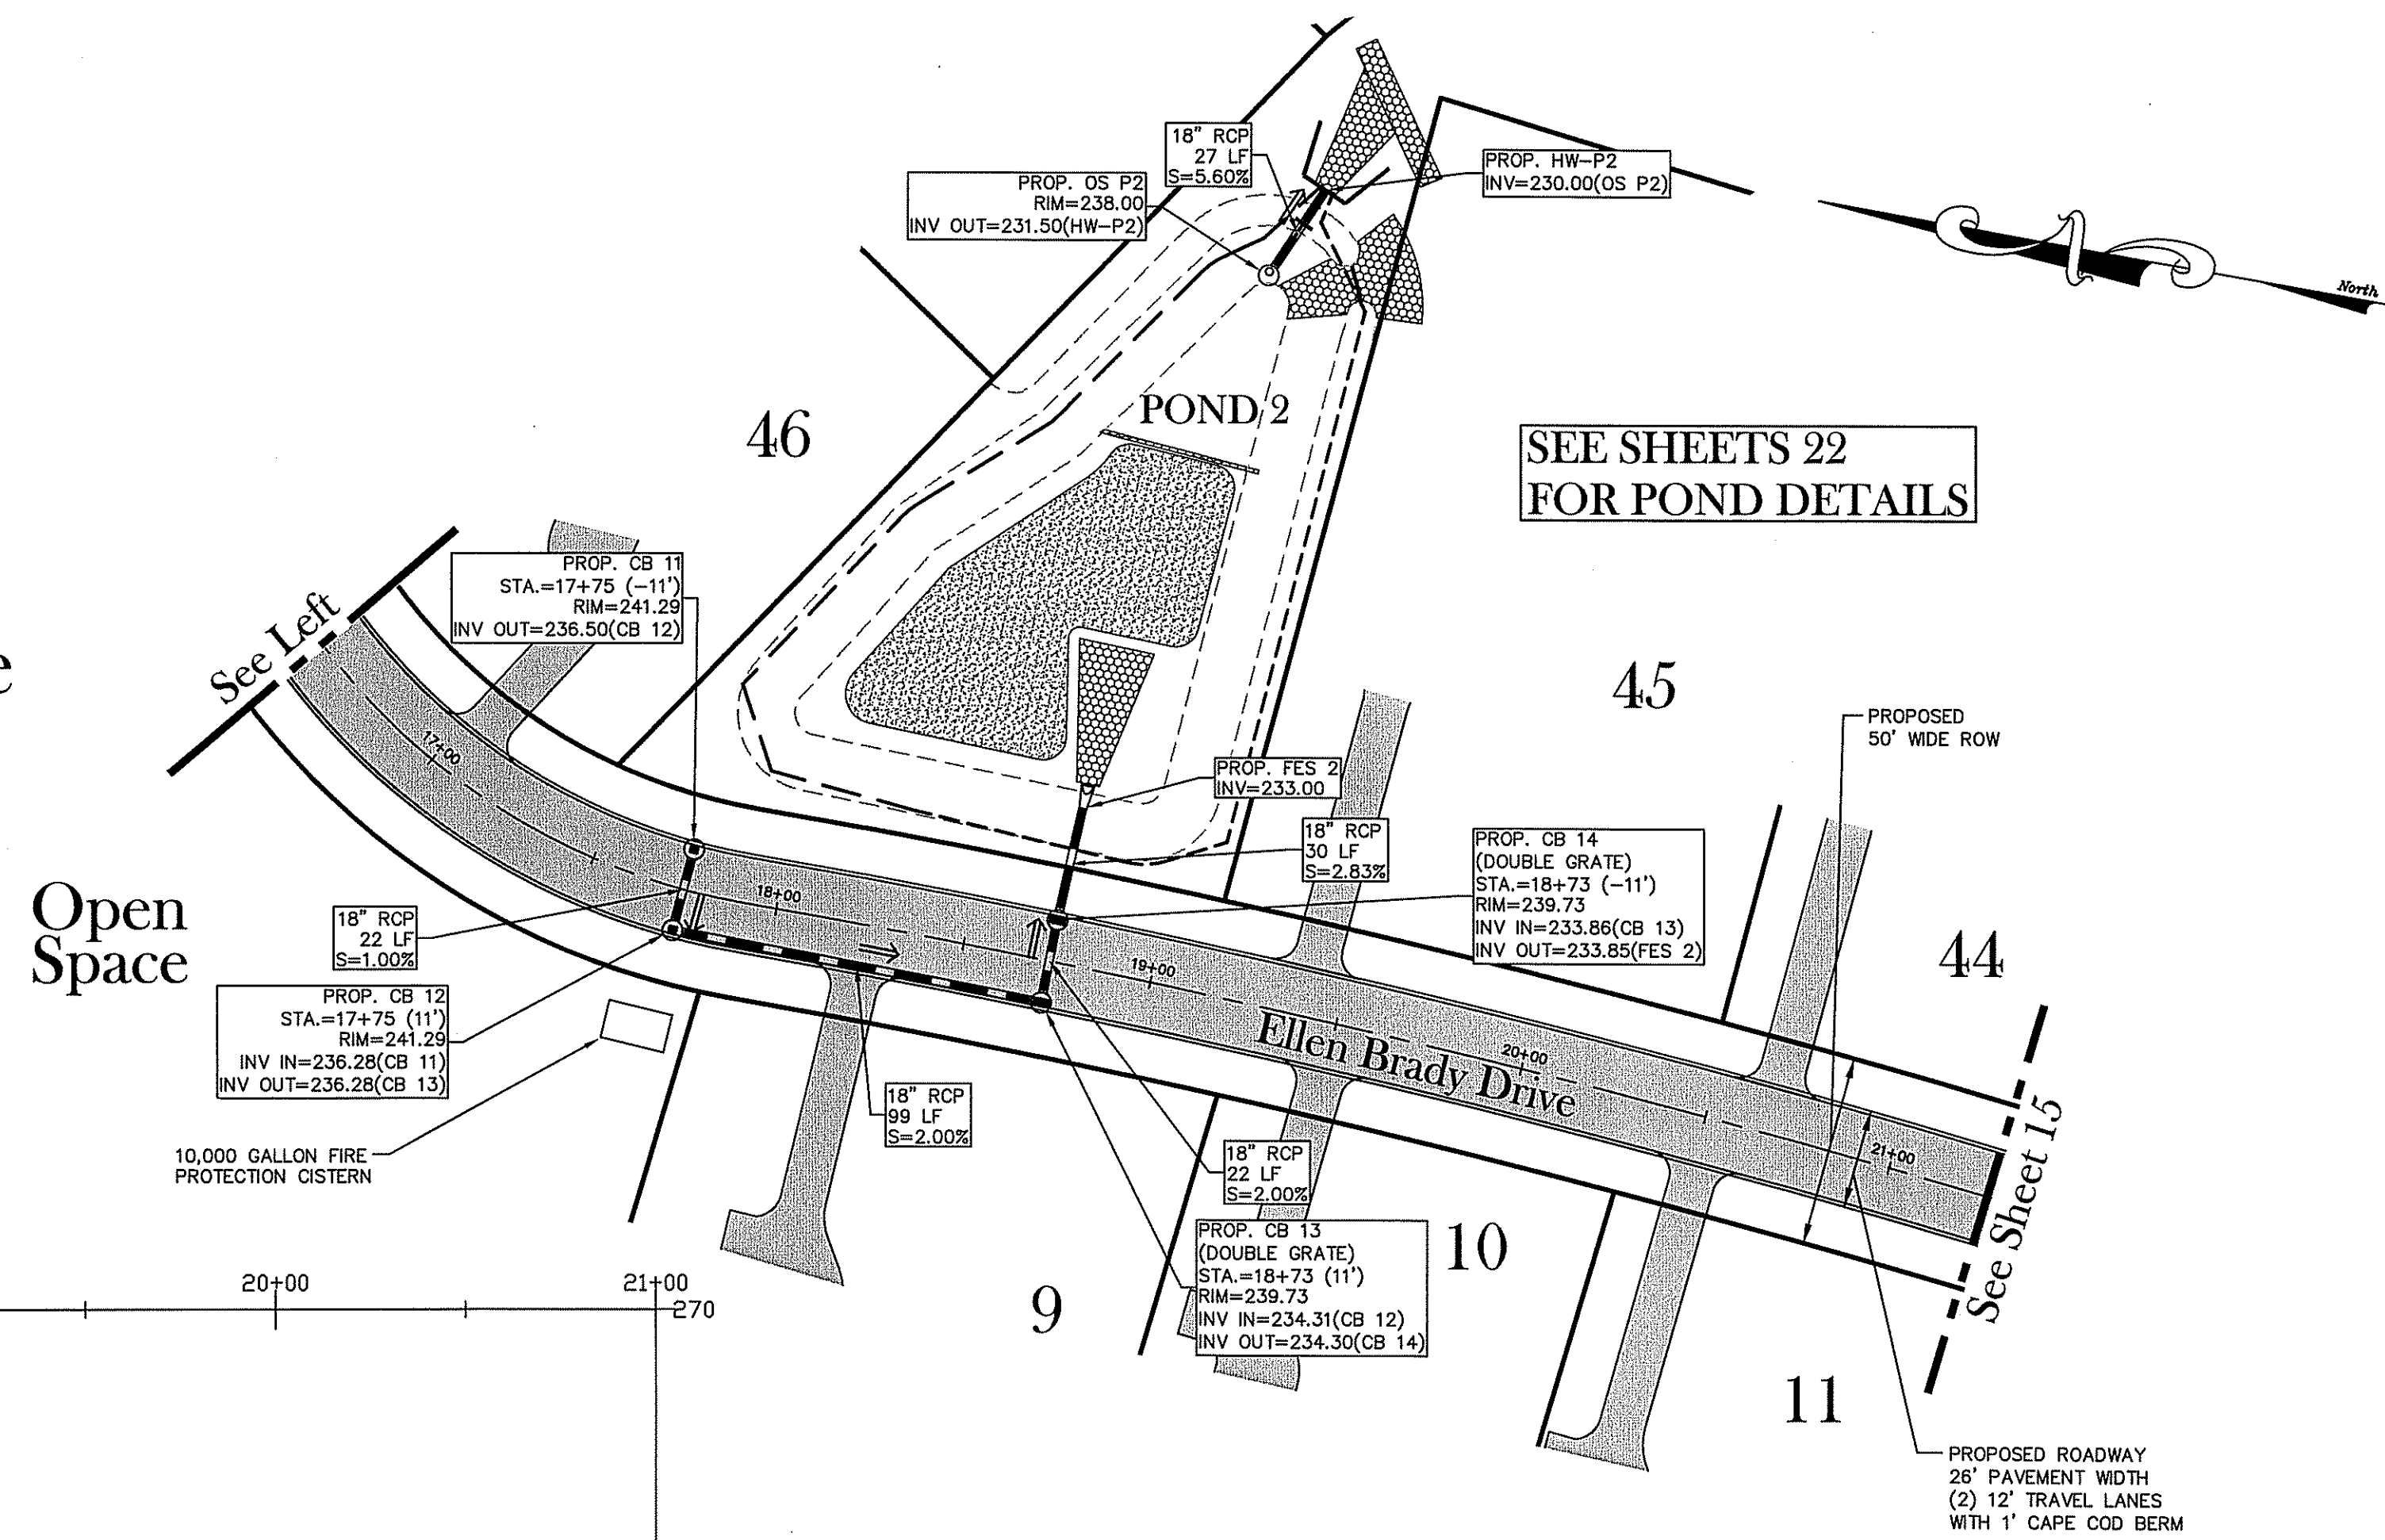 18" RCP
27 LF
S=5.60%
PROP. HW-P2
INV=230.00(OS P2)
PROP. OS P2
RIM=238.00
INV OUT=231.50(HW-P2)
North
POND 2
46
SEE SHEETS 22
FOR POND DETAILS
PROP. CB 11
STA.=17+75 (-11')
RIM=241.29
INV OUT=236.50(CB 12)
See Left
e
17+00
45
PROPOSED
50' WIDE ROW
PROP. FES 2
INV=233.00
18" RCP
30 LF
S=2.83%
PROP. CB 14
(DOUBLE GRATE)
STA.=18+73 (-11')
RIM=239.73
INV IN=233.86(CB 13)
INV OUT=233.85(FES 2)
Open
Space
18" RCP
22 LF
S=1.00%
18+00
19+00
44
PROP. CB 12
STA.=17+75 (11')
RIM=241.29
INV IN=236.28(CB 11)
INV OUT=236.28(CB 13)
Ellen Brady Drive
20+00
21+00
See Sheet 15
18" RCP
99 LF
S=2.00%
10,000 GALLON FIRE
PROTECTION CISTERN
18" RCP
22 LF
S=2.00%
PROP. CB 13
(DOUBLE GRATE)
STA.=18+73 (11')
RIM=239.73
INV IN=234.31(CB 12)
INV OUT=234.30(CB 14)
10
9
11
20+00
21+00
270
PROPOSED ROADWAY
26' PAVEMENT WIDTH
(2) 12' TRAVEL LANES
WITH 1' CAPE COD BERM